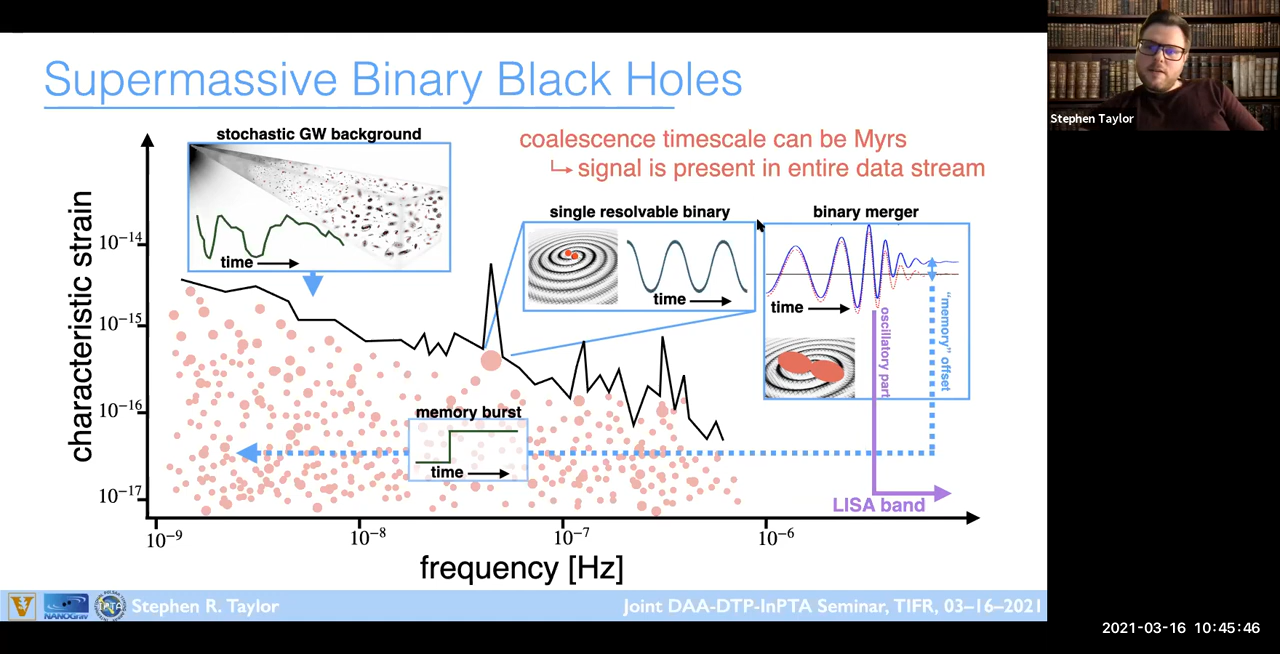 Supermassive Binary Black Holes
stochastic GW background
time
coalescence timescale can be Myrs
signal is present in entire data stream
single resolvable binary
time
binary merger
time
oscillatory part
“memory” offset
memory burst
time
LISA band
characteristic strain
10⁻¹⁴
10⁻¹⁵
10⁻¹⁶
10⁻¹⁷
10⁻⁹
10⁻⁸
10⁻⁷
10⁻⁶
frequency [Hz]
V
NANOGrav
IPTA
Stephen R. Taylor
Joint DAA-DTP-InPTA Seminar, TIFR, 03–16–2021
Stephen Taylor
2021-03-16 10:45:46